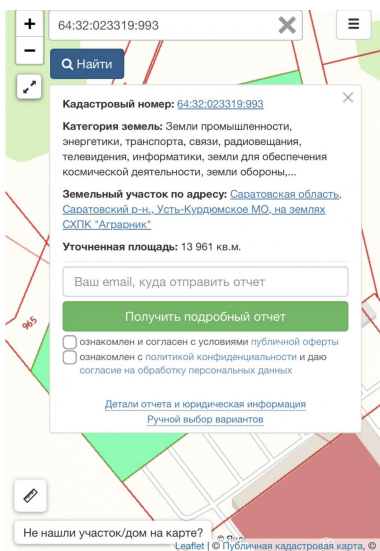 +
64:32:023319:993
−
Найти
Кадастровый номер: 64:32:023319:993
Категория земель: Земли промышленности,
энергетики, транспорта, связи, радиовещания,
телевидения, информатики, земли для обеспечения
космической деятельности, земли обороны,...
Земельный участок по адресу: Саратовская область,
Саратовский р-н., Усть-Курдюмское МО, на землях
СХПК "Аграрник"
Уточненная площадь: 13 961 кв.м.
Ваш email, куда отправить отчет
Получить подробный отчет
965
ознакомлен и согласен с условиями публичной оферты
ознакомлен с политикой конфиденциальности и даю
согласие на обработку персональных данных
Детали отчета и юридическая информация
Ручной выбор вариантов
Не нашли участок/дом на карте?
Leaflet | © Публичная кадастровая карта, ©